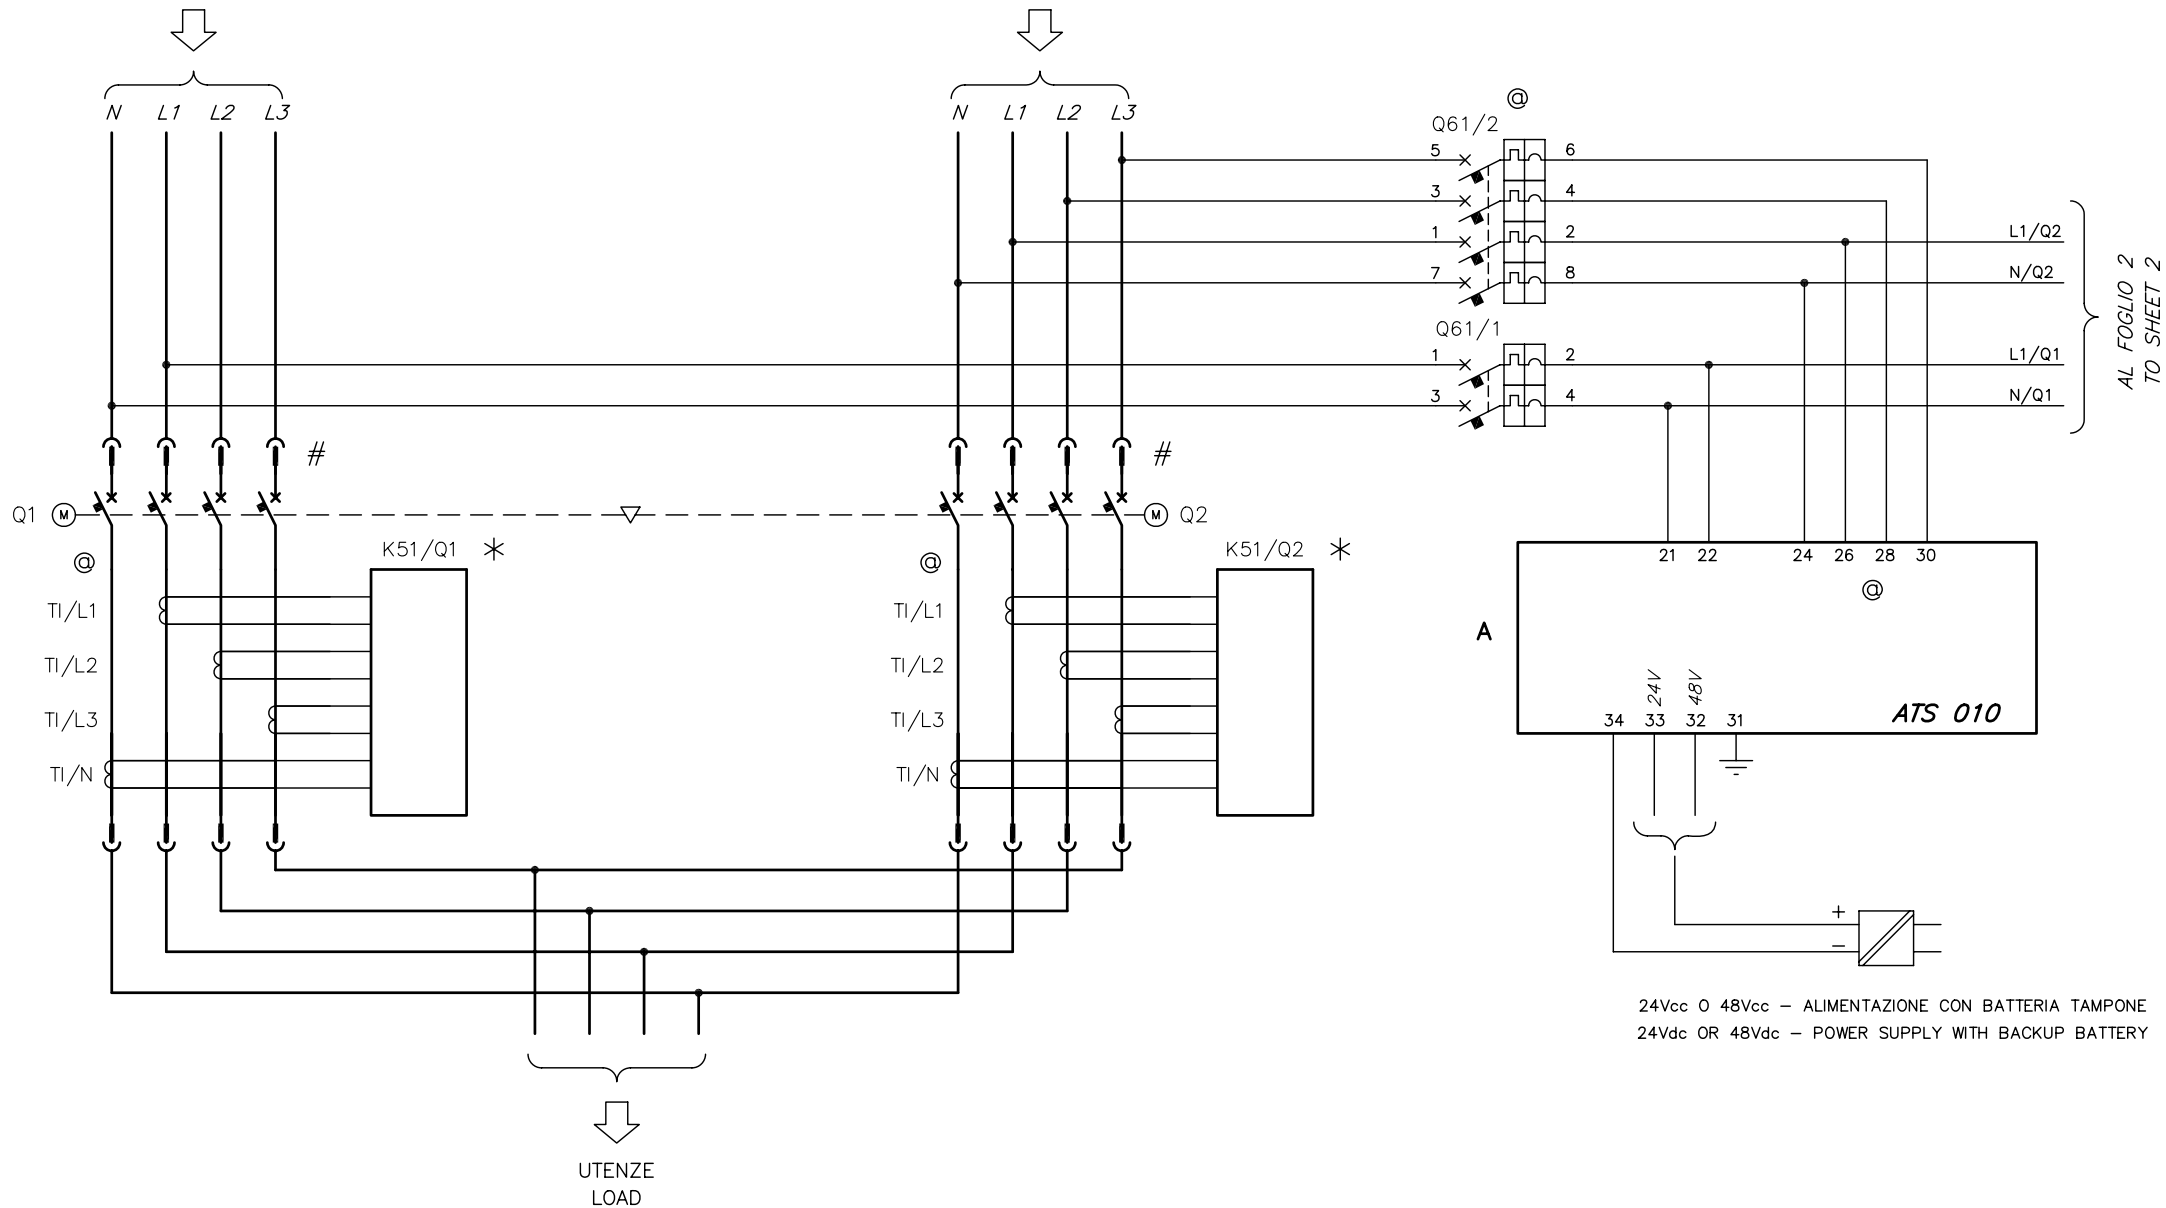 N L1 L2 L3
N L1 L2 L3
@
Q61/2
5 6
3 4
1 2 L1/Q2
7 8 N/Q2
Q61/1
1 2 L1/Q1
3 4 N/Q1
AL FOGLIO 2
TO SHEET 2
# #
Q1 M M Q2
@ K51/Q1 * @ K51/Q2 *
21 22 24 26 28 30
@
TI/L1 TI/L1
A
TI/L2 TI/L2
24V 48V
TI/L3 TI/L3
34 33 32 31 ATS 010
TI/N TI/N
+
−
24Vcc O 48Vcc – ALIMENTAZIONE CON BATTERIA TAMPONE
24Vdc OR 48Vdc – POWER SUPPLY WITH BACKUP BATTERY
UTENZE
LOAD